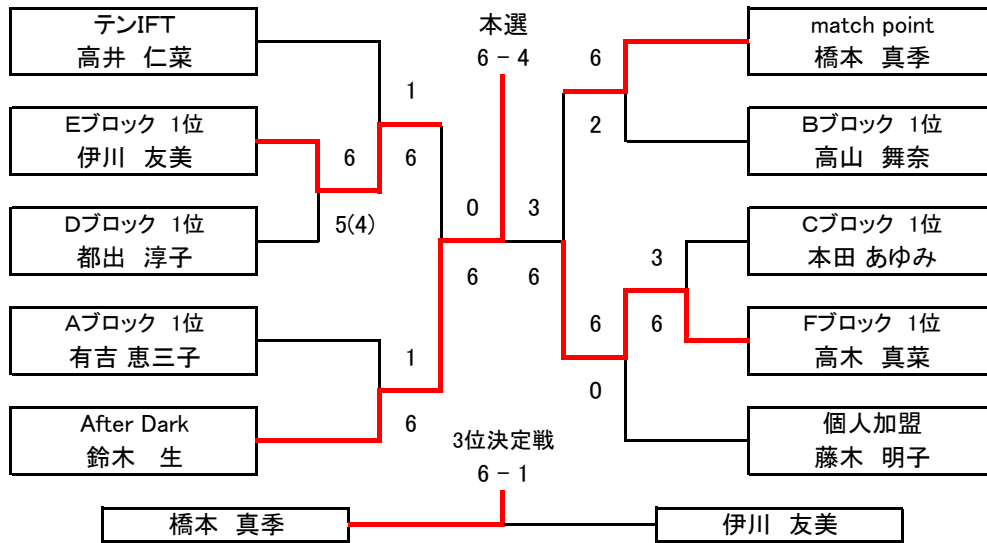 テンIFT
高井 仁菜
Eブロック 1位
伊川 友美
Dブロック 1位
都出 淳子
Aブロック 1位
有吉 恵三子
After Dark
鈴木 生
1
6
6
5(4)
1
6
本選
6 - 4
0
3
6
6
6
2
3
6
6
0
match point
橋本 真季
Bブロック 1位
高山 舞奈
Cブロック 1位
本田 あゆみ
Fブロック 1位
高木 真菜
個人加盟
藤木 明子
3位決定戦
6 - 1
橋本 真季
伊川 友美